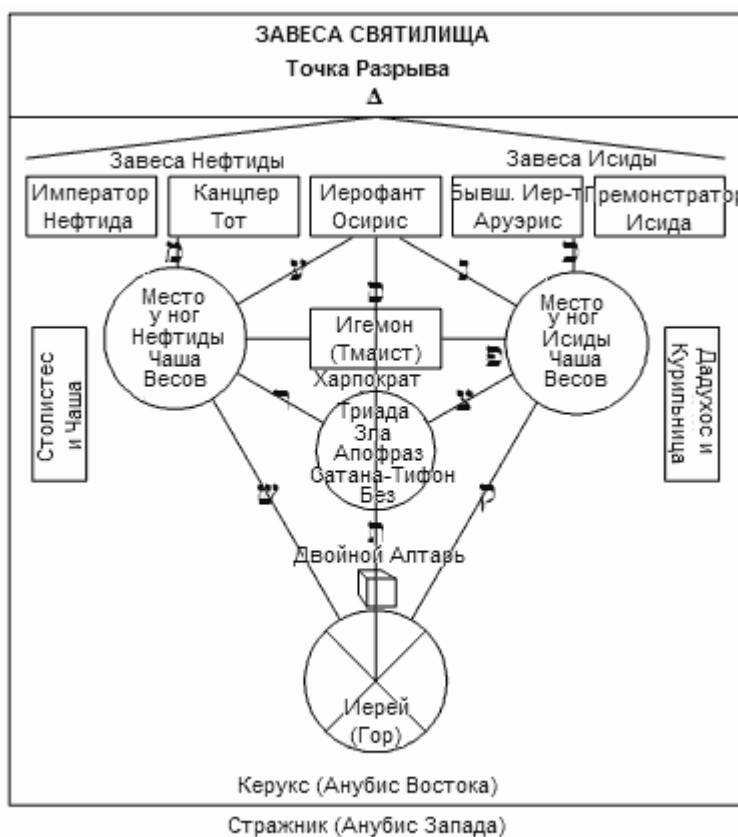 ЗАВЕСА СВЯТИЛИЩА
Точка Разрыва
Δ
Завеса Нефтиды
Завеса Исиды
Император
Нефтида
Канцлер
Тот
Иерофант
Осирис
Бывш. Иер-т
Аруэрис
Премонстратор
Исида
Место
у ног
Нефтиды
Чаша
Весов
Игемон
(Тмаист)
Харпократ
Место
у ног
Исиды
Чаша
Весов
Столистес
и Чаша
Дадухос и
Курильница
Триада
Зла
Апофраз
Сатана-Тифон
Без
ת
Двойной Алтарь
ק
Иерей
(Гор)
Керукс (Анубис Востока)
Стражник (Анубис Запада)